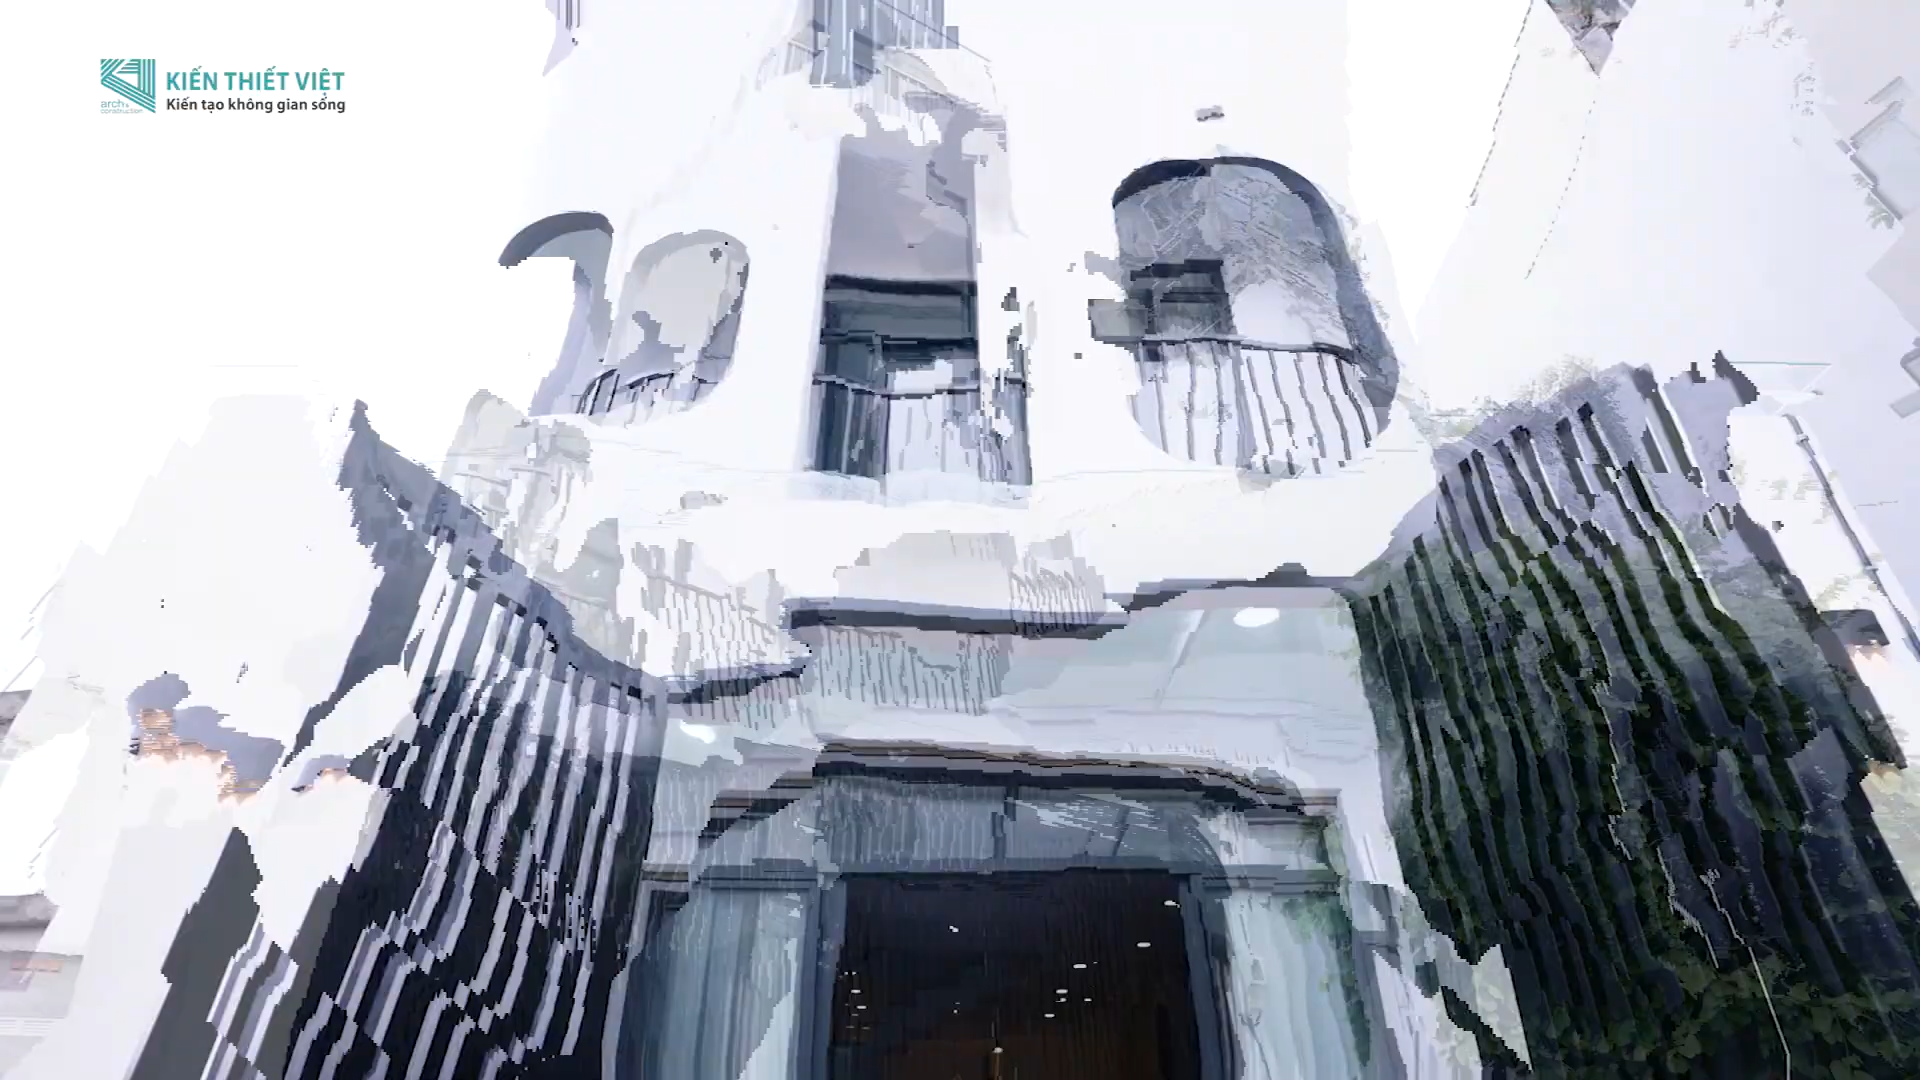 KIẾN THIẾT VIỆT
Kiến tạo không gian sống
arch &
construction